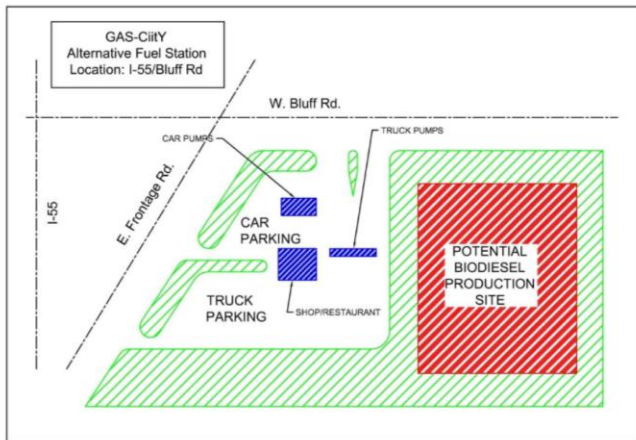 GAS-CiitY
Alternative Fuel Station
Location: I-55/Bluff Rd
W. Bluff Rd.
CAR PUMPS
TRUCK PUMPS
E. Frontage Rd.
I-55
CAR
PARKING
POTENTIAL
BIODIESEL
PRODUCTION
SITE
TRUCK
PARKING
SHOP/RESTAURANT